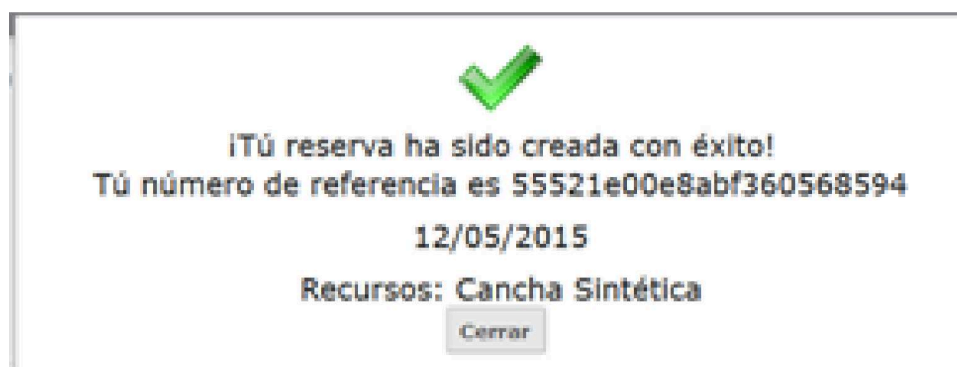 ¡Tú reserva ha sido creada con éxito!
Tú número de referencia es 55521e00e8abf360568594
12/05/2015
Recursos: Cancha Sintética
Cerrar